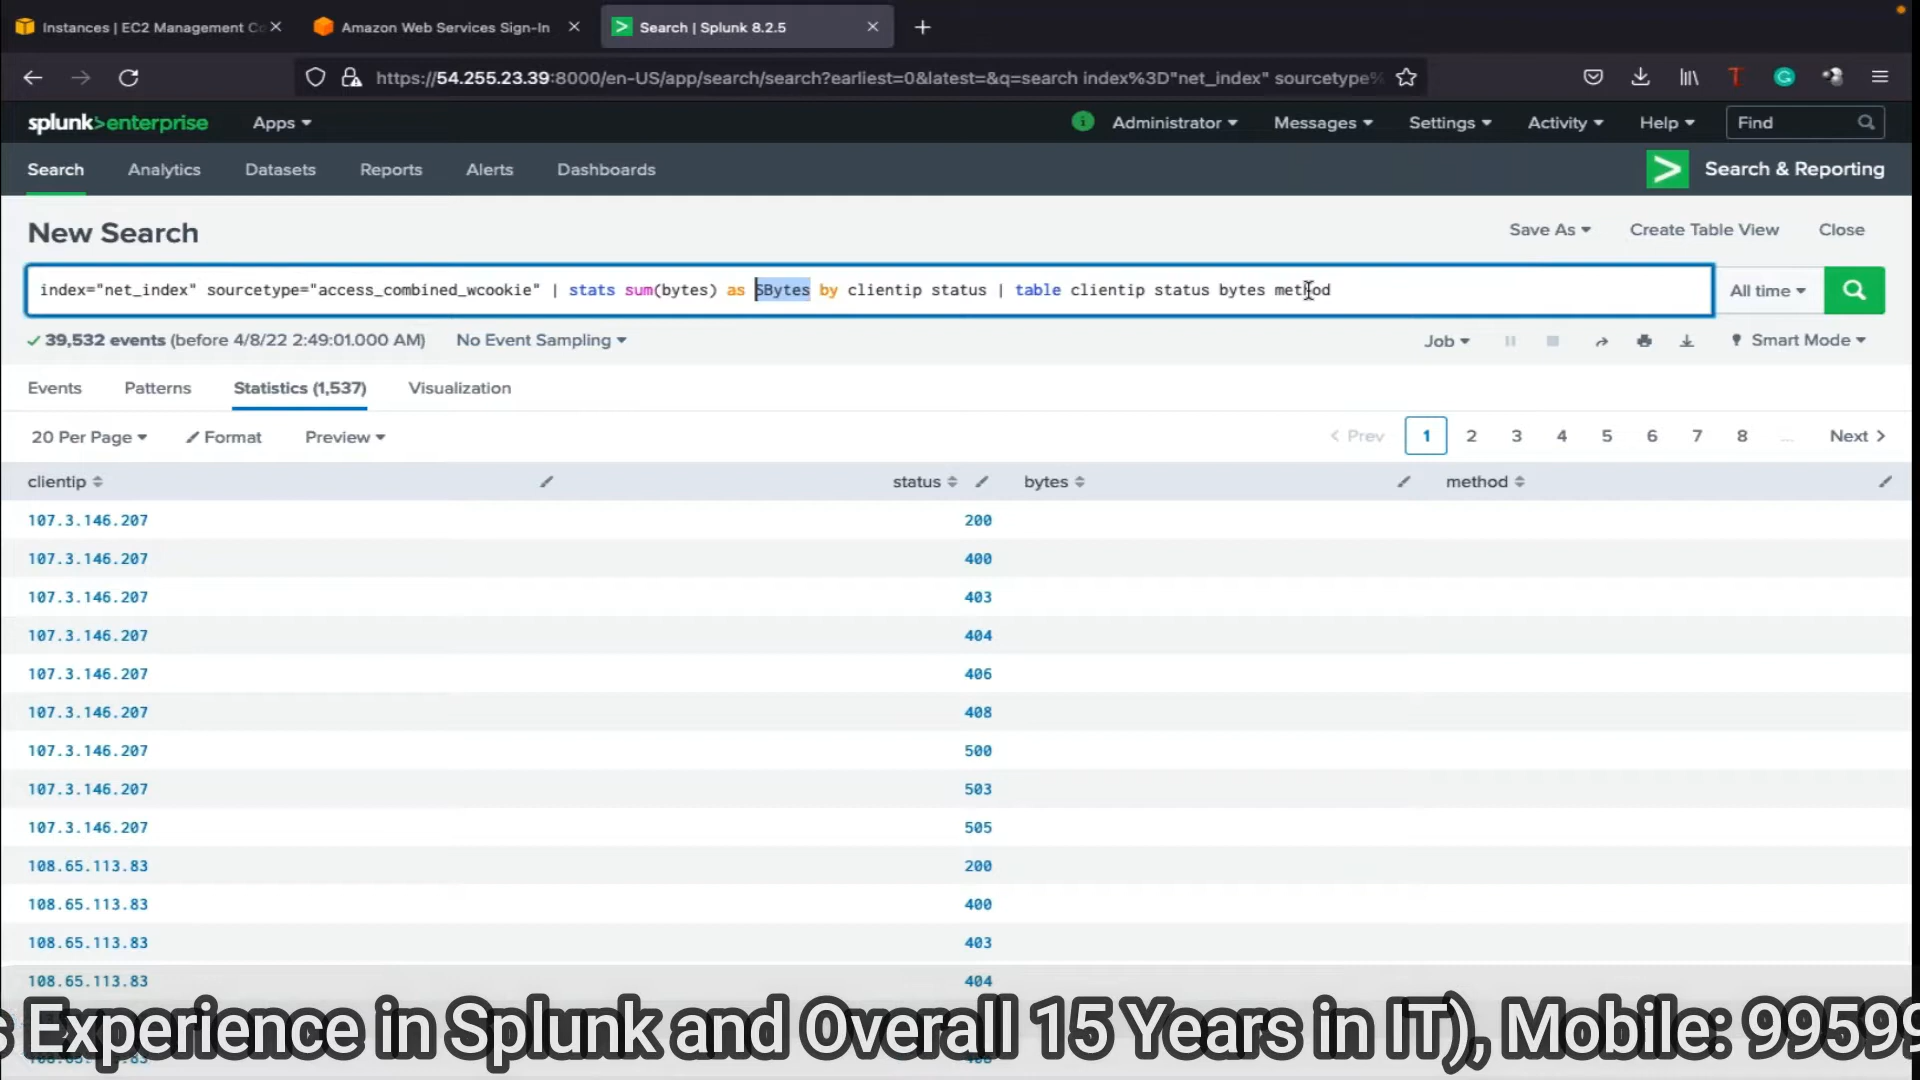 Instances | EC2 Management Co
Amazon Web Services Sign-In
Search | Splunk 8.2.5
https://54.255.23.39:8000/en-US/app/search/search?earliest=0&latest=&q=search index%3D"net_index" sourcetype%
splunk>enterprise
Apps
Administrator
Messages
Settings
Activity
Help
Find
Search
Analytics
Datasets
Reports
Alerts
Dashboards
Search & Reporting
New Search
Save As
Create Table View
Close
index="net_index" sourcetype="access_combined_wcookie" | stats sum(bytes) as SBytes by clientip status | table clientip status bytes method
All time
39,532 events (before 4/8/22 2:49:01.000 AM)
No Event Sampling
Job
Smart Mode
Events
Patterns
Statistics (1,537)
Visualization
20 Per Page
Format
Preview
< Prev
1
2
3
4
5
6
7
8
...
Next >
clientip
status
bytes
method
107.3.146.207 200
107.3.146.207 400
107.3.146.207 403
107.3.146.207 404
107.3.146.207 406
107.3.146.207 408
107.3.146.207 500
107.3.146.207 503
107.3.146.207 505
108.65.113.83 200
108.65.113.83 400
108.65.113.83 403
108.65.113.83 404
s Experience in Splunk and Overall 15 Years in IT), Mobile: 99599